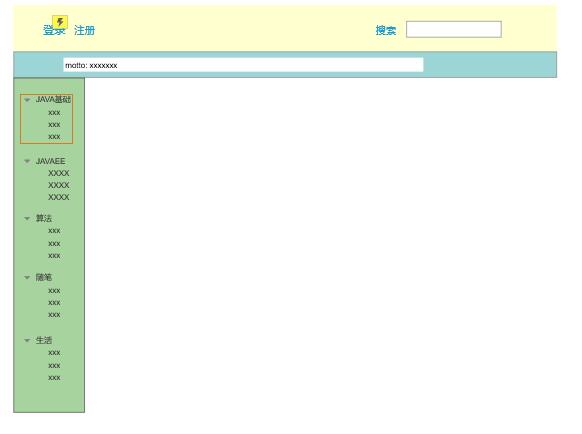 登录 注册 搜索
motto: xxxxxxx
JAVA基础
xxx
xxx
xxx
JAVAEE
XXXX
XXXX
XXXX
算法
xxx
xxx
xxx
随笔
xxx
xxx
xxx
生活
xxx
xxx
xxx